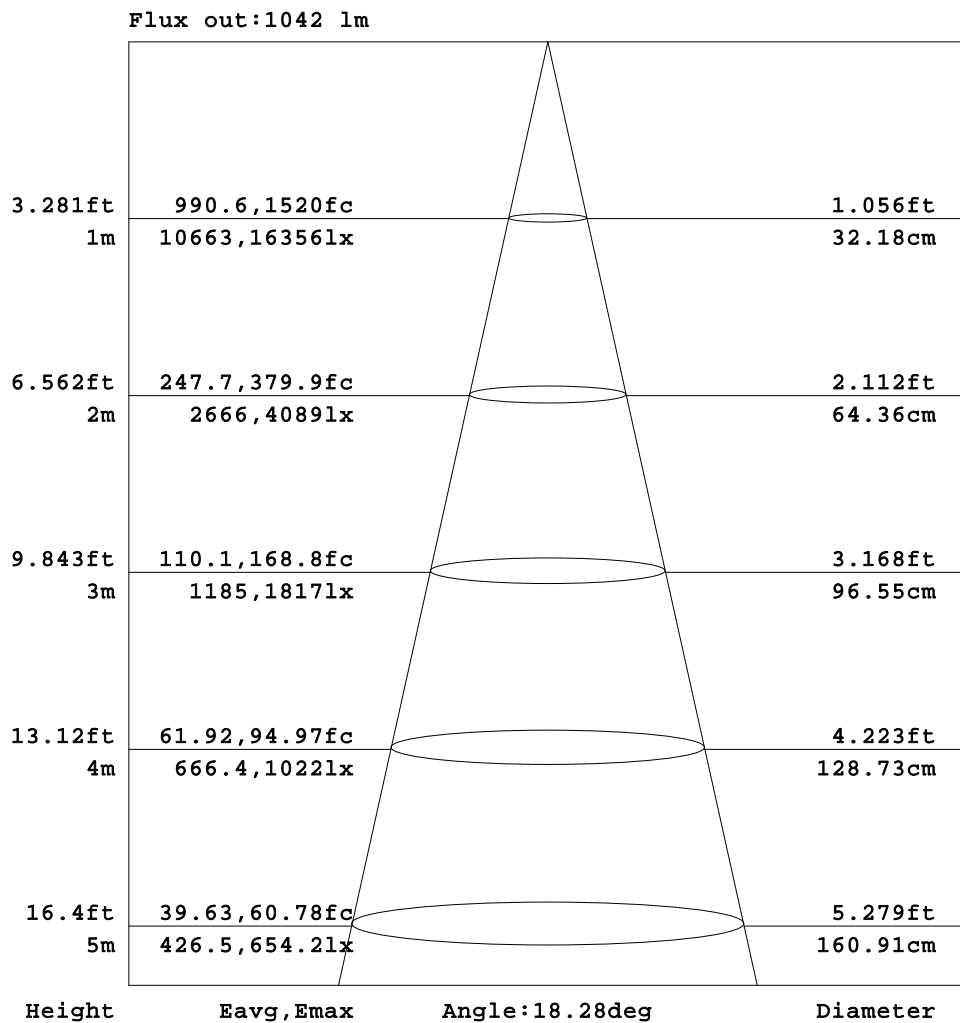 Flux out:1042 lm
3.281ft 990.6,1520fc 1.056ft
1m 10663,16356lx 32.18cm
6.562ft 247.7,379.9fc 2.112ft
2m 2666,4089lx 64.36cm
9.843ft 110.1,168.8fc 3.168ft
3m 1185,1817lx 96.55cm
13.12ft 61.92,94.97fc 4.223ft
4m 666.4,1022lx 128.73cm
16.4ft 39.63,60.78fc 5.279ft
5m 426.5,654.2lx 160.91cm
Height Eavg,Emax Angle:18.28deg Diameter